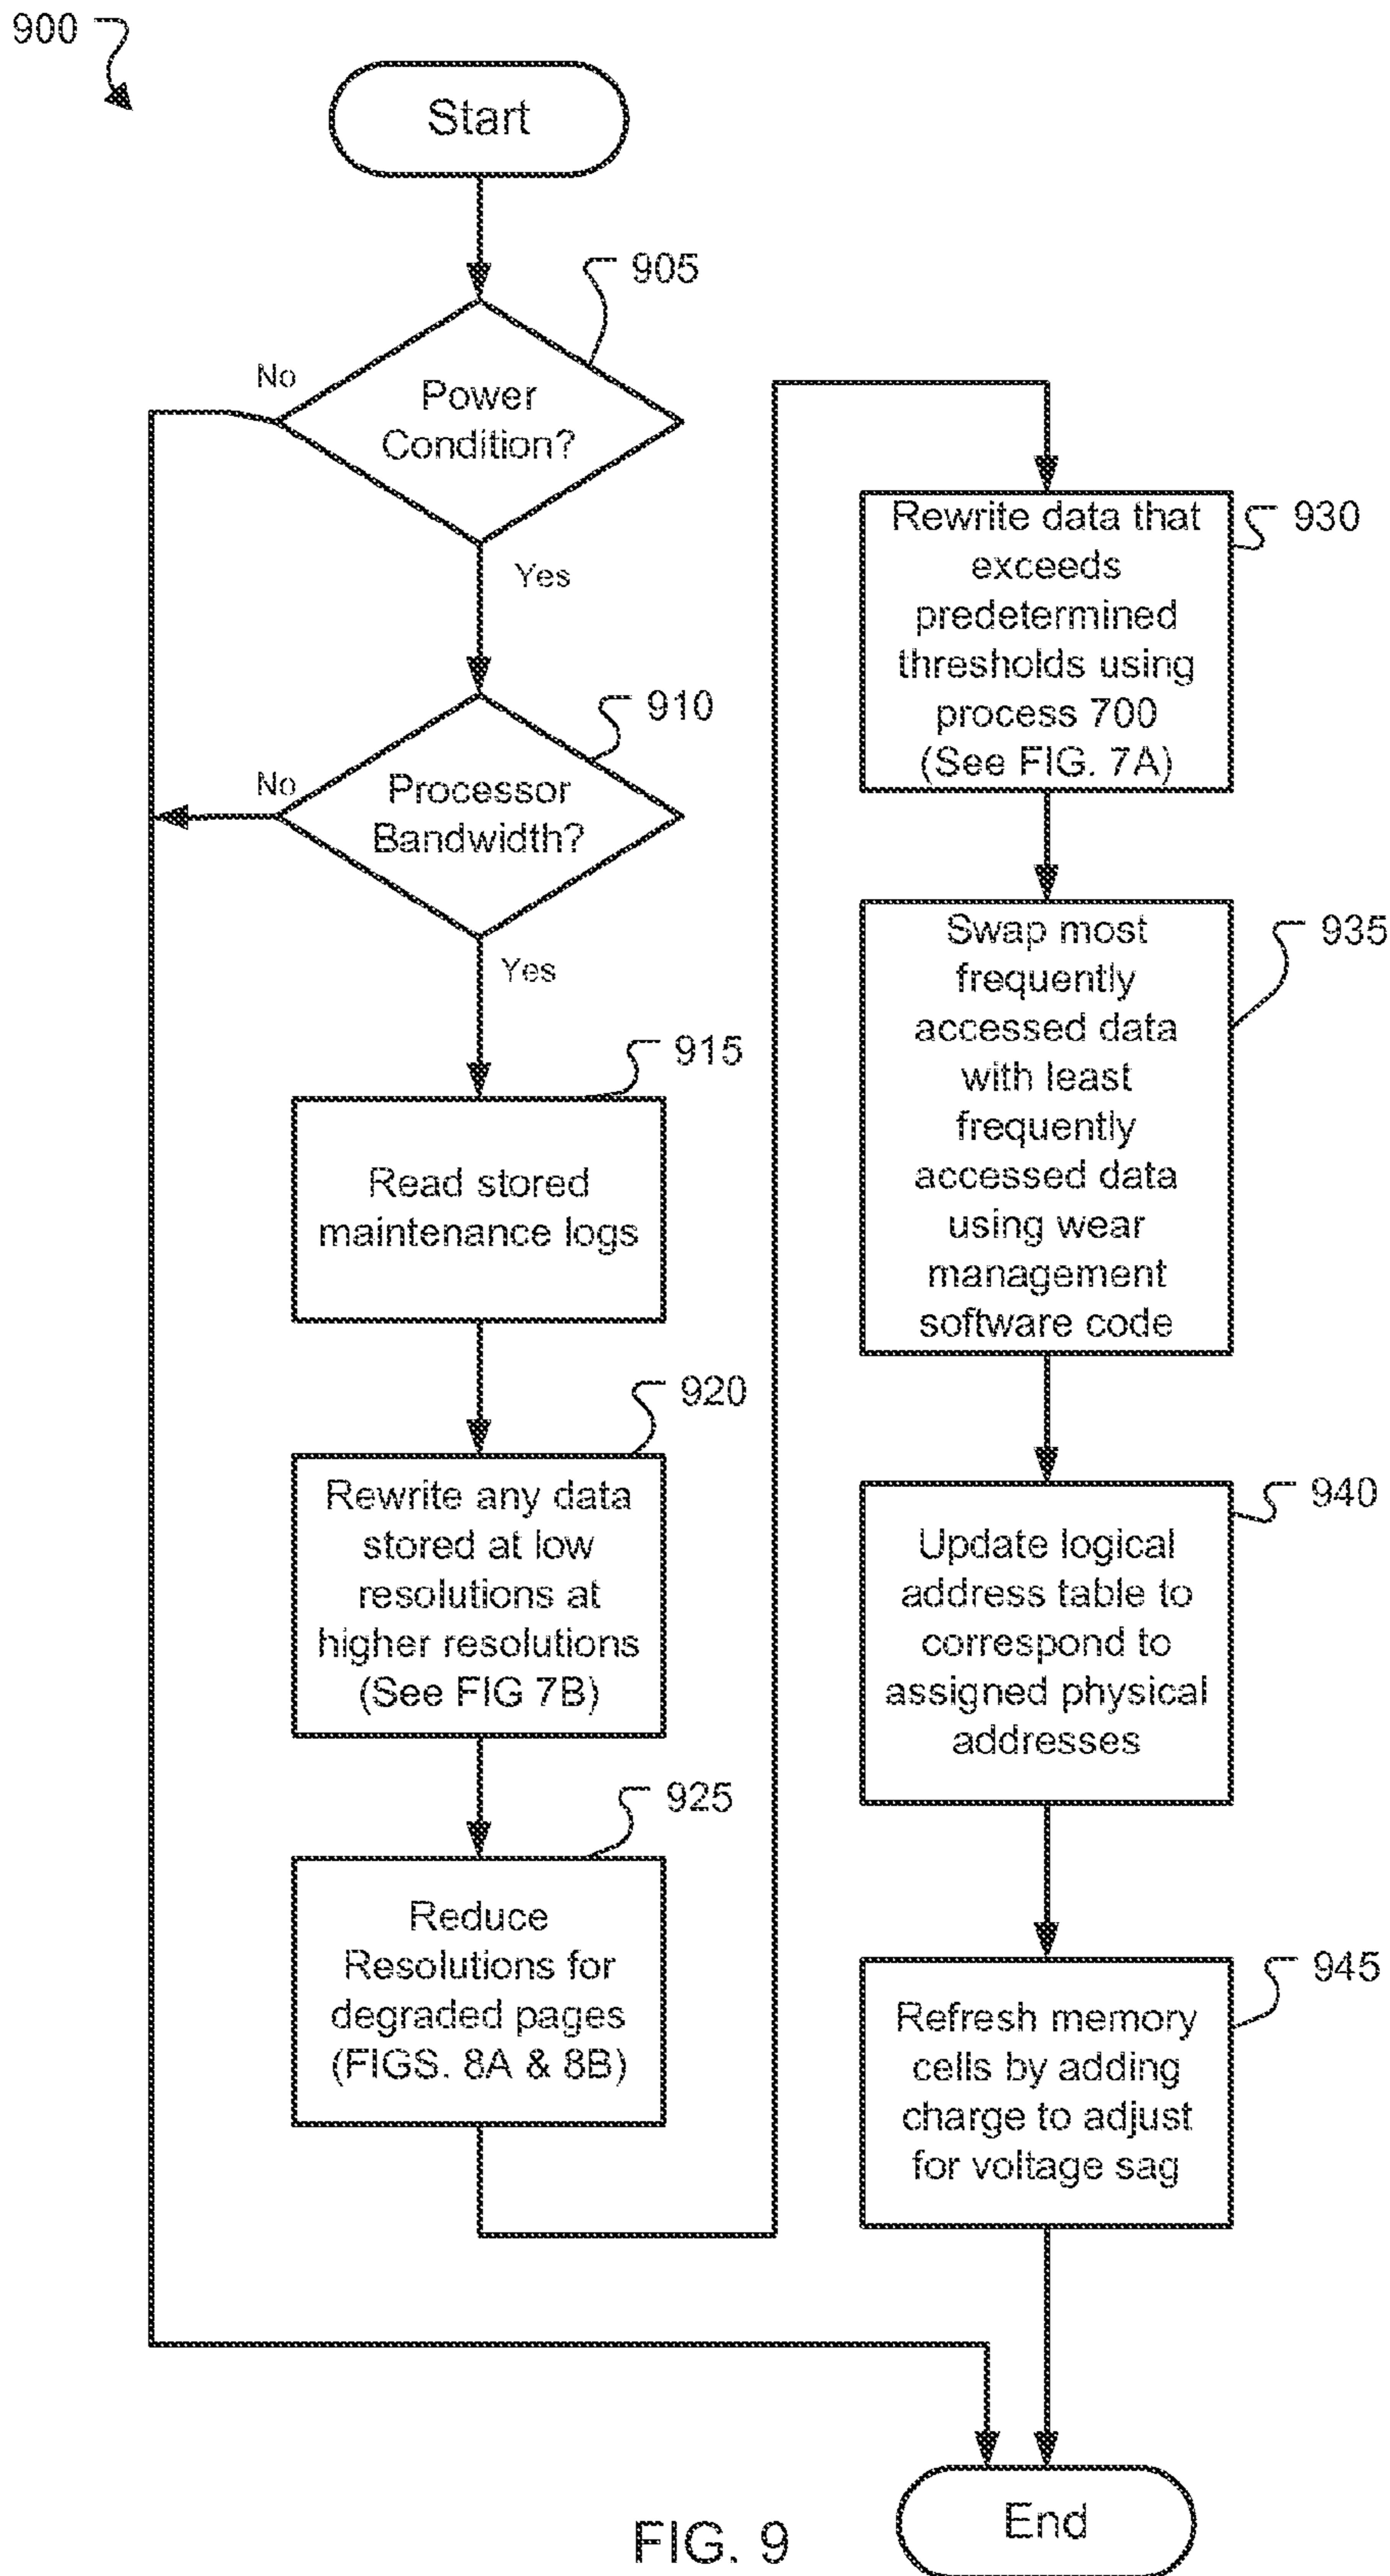 900
Start
905
No
Power
Condition?
Yes
910
No
Processor
Bandwidth?
Yes
915
Read stored
maintenance logs
920
Rewrite any data
stored at low
resolutions at
higher resolutions
(See FIG 7B)
925
Reduce
Resolutions for
degraded pages
(FIGS. 8A & 8B)
930
Rewrite data that
exceeds
predetermined
thresholds using
process 700
(See FIG. 7A)
935
Swap most
frequently
accessed data
with least
frequently
accessed data
using wear
management
software code
940
Update logical
address table to
correspond to
assigned physical
addresses
945
Refresh memory
cells by adding
charge to adjust
for voltage sag
End
FIG. 9